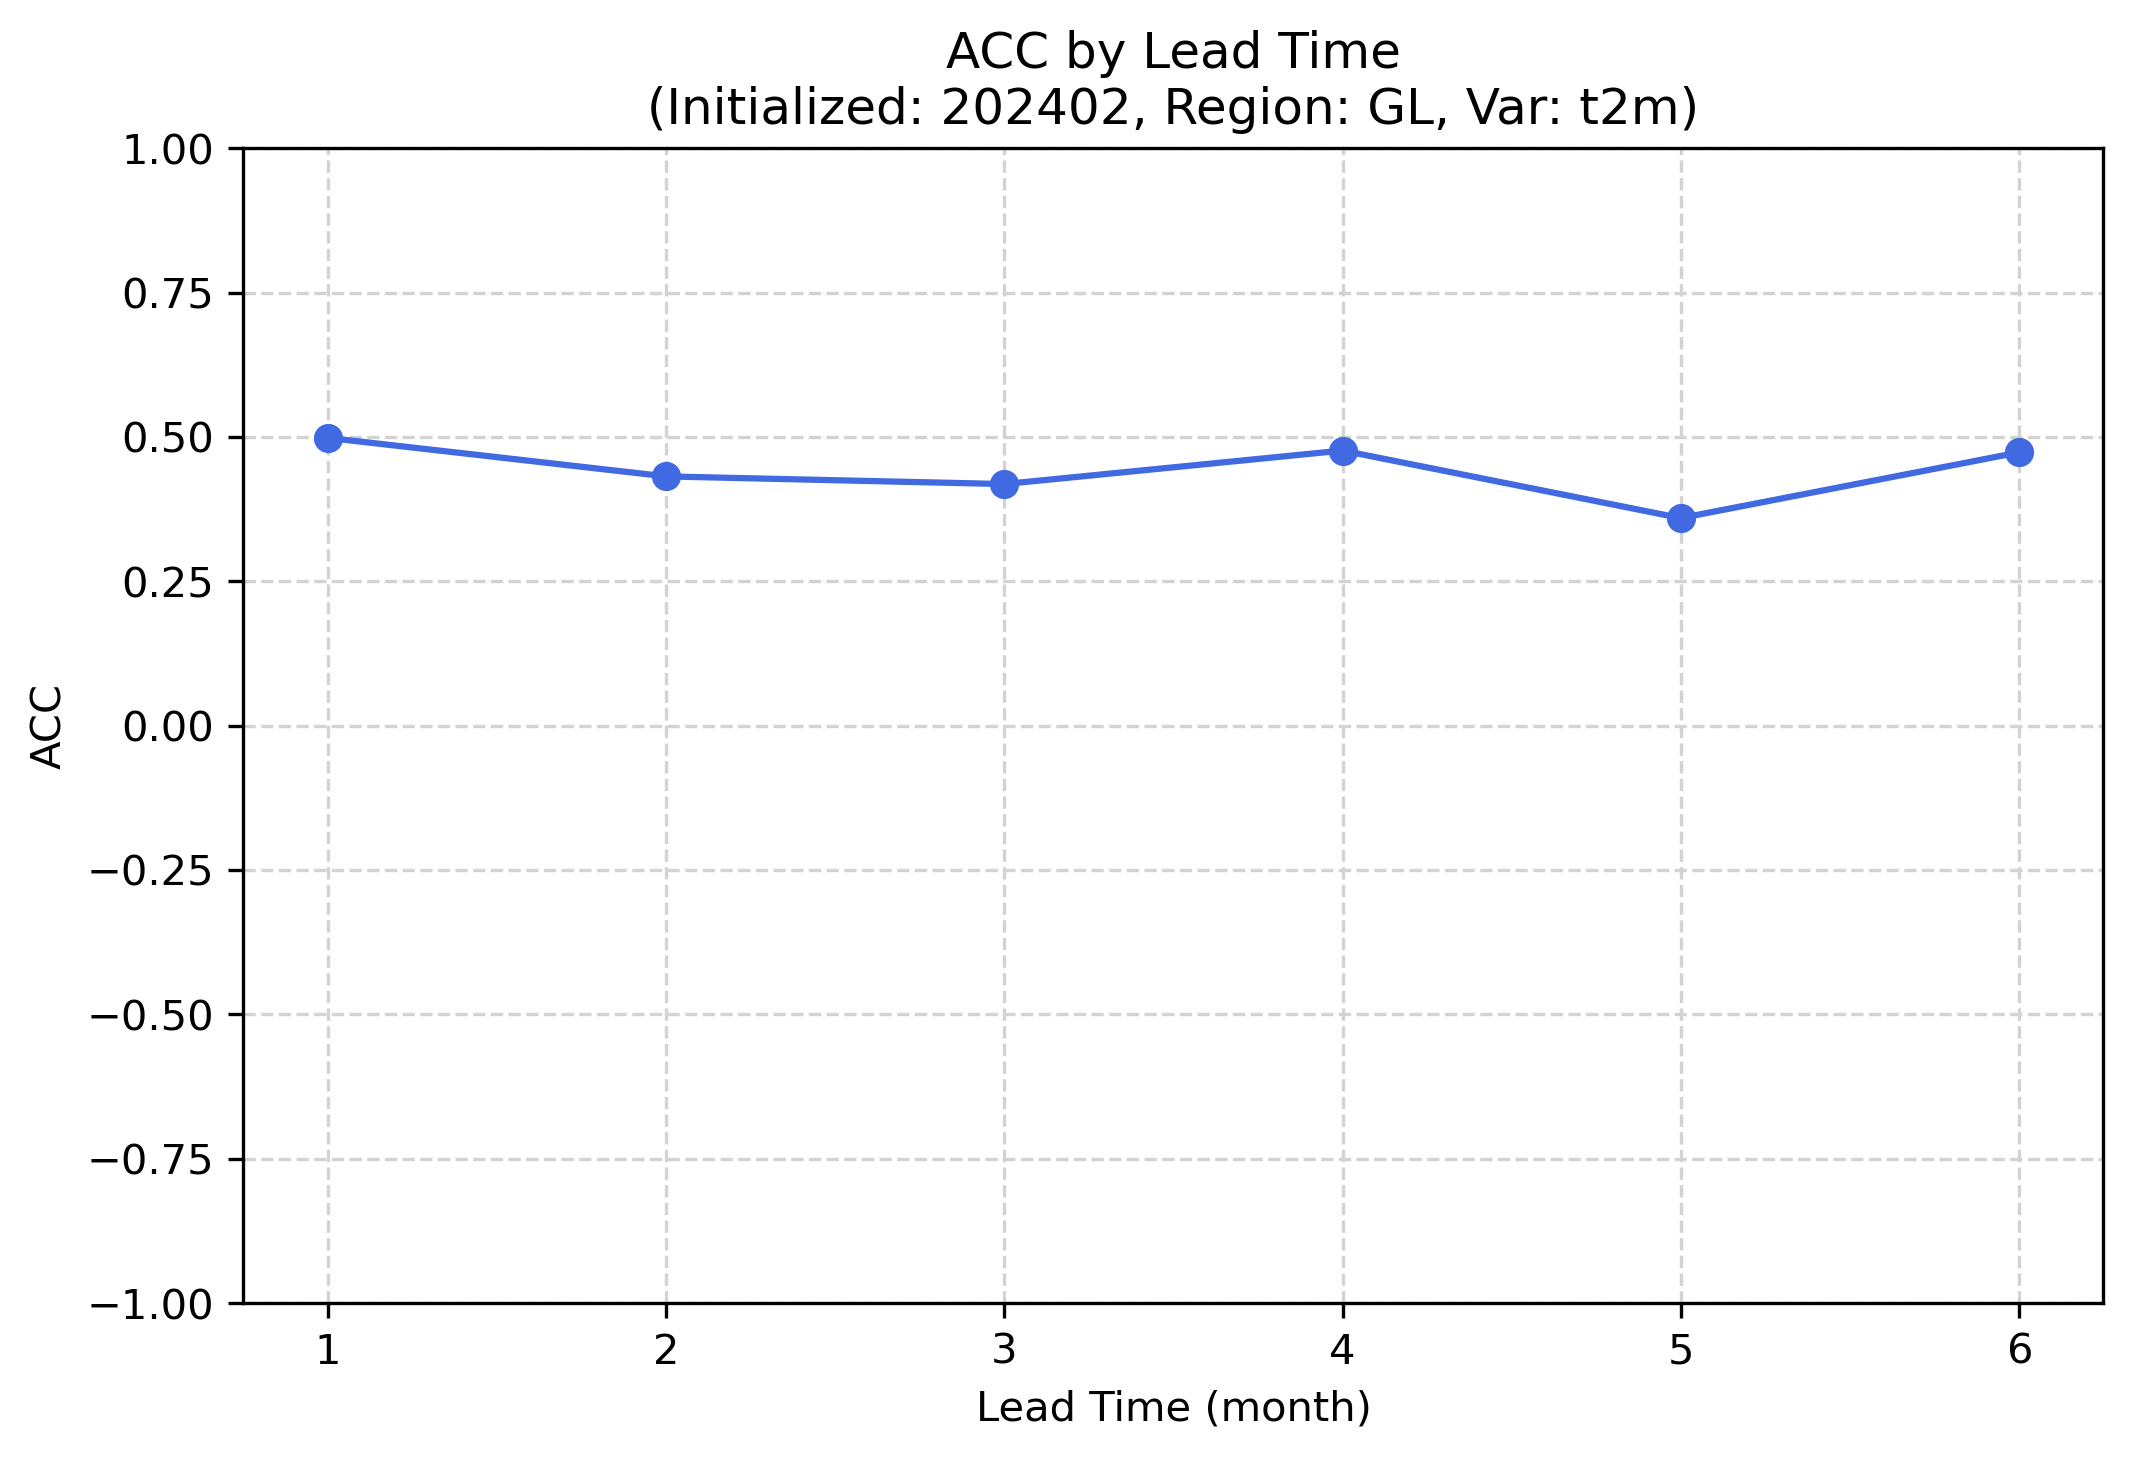 ACC by Lead Time
(Initialized: 202402, Region: GL, Var: t2m)
1.00
0.75
0.50
0.25
0.00
−0.25
−0.50
−0.75
−1.00
ACC
1 2 3 4 5 6
Lead Time (month)